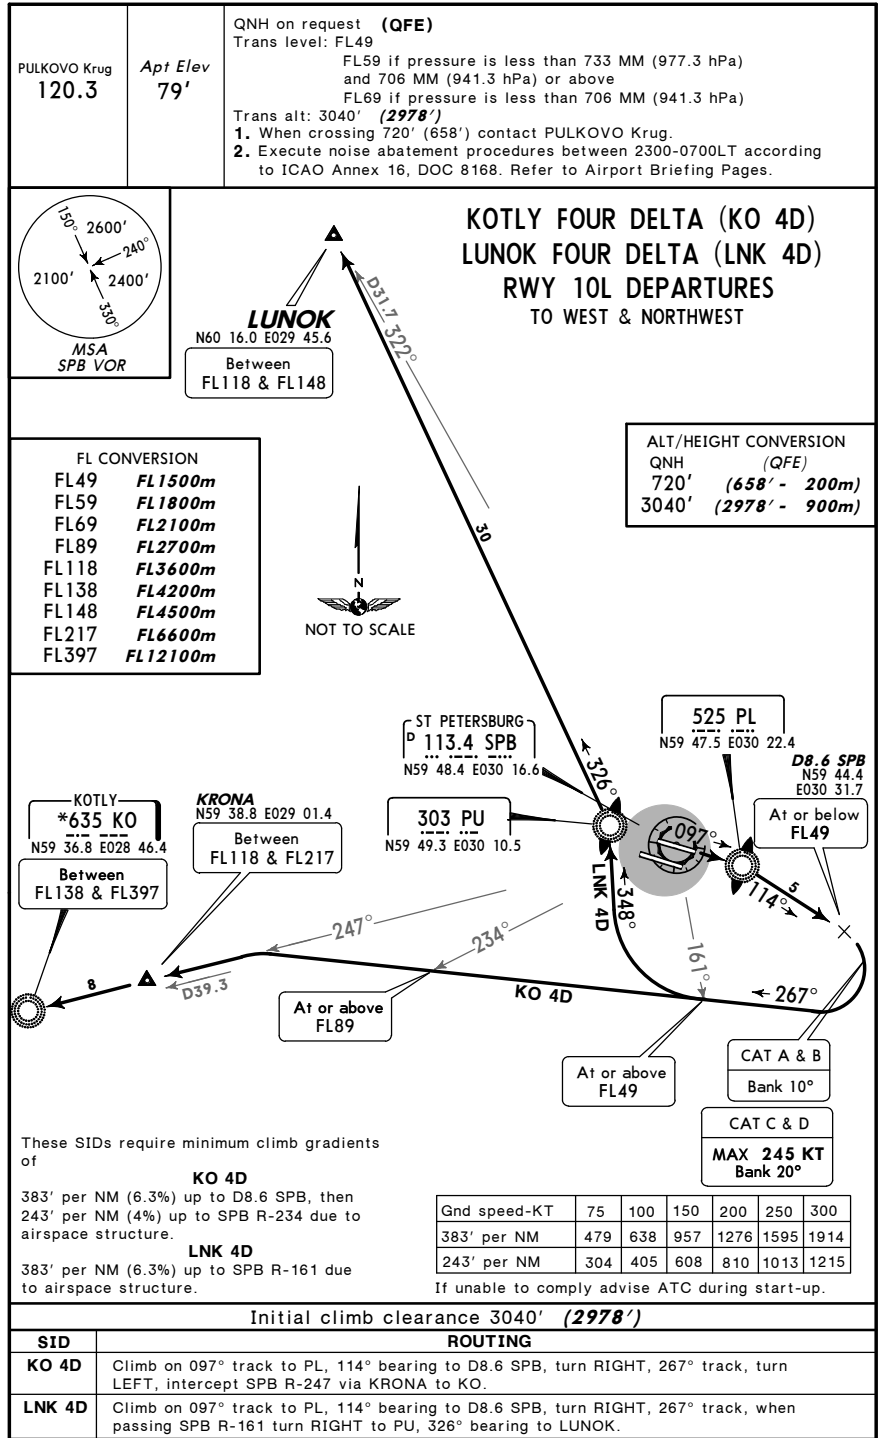 PULKOVO Krug
120.3
Apt Elev
79'
QNH on request (QFE)
Trans level: FL49
FL59 if pressure is less than 733 MM (977.3 hPa)
and 706 MM (941.3 hPa) or above
FL69 if pressure is less than 706 MM (941.3 hPa)
Trans alt: 3040' (2978')
1. When crossing 720' (658') contact PULKOVO Krug.
2. Execute noise abatement procedures between 2300-0700LT according
to ICAO Annex 16, DOC 8168. Refer to Airport Briefing Pages.
150°
2600'
240°
2100'
2400'
330°
MSA
SPB VOR
KOTLY FOUR DELTA (KO 4D)
LUNOK FOUR DELTA (LNK 4D)
RWY 10L DEPARTURES
TO WEST & NORTHWEST
LUNOK
N60 16.0 E029 45.6
Between
FL118 & FL148
D31.7
322°
FL CONVERSION
FL49 FL1500m
FL59 FL1800m
FL69 FL2100m
FL89 FL2700m
FL118 FL3600m
FL138 FL4200m
FL148 FL4500m
FL217 FL6600m
FL397 FL12100m
ALT/HEIGHT CONVERSION
QNH (QFE)
720' (658' - 200m)
3040' (2978' - 900m)
30
N
NOT TO SCALE
ST PETERSBURG
D 113.4 SPB
N59 48.4 E030 16.6
525 PL
N59 47.5 E030 22.4
D8.6 SPB
N59 44.4
E030 31.7
At or below
FL49
326°
303 PU
N59 49.3 E030 10.5
097°
KOTLY
*635 KO
N59 36.8 E028 46.4
Between
FL138 & FL397
KRONA
N59 38.8 E029 01.4
Between
FL118 & FL217
LNK 4D
348°
5
114°
247°
234°
161°
8
D39.3
KO 4D
267°
At or above
FL89
At or above
FL49
CAT A & B
Bank 10°
CAT C & D
MAX 245 KT
Bank 20°
These SIDs require minimum climb gradients
of
KO 4D
383' per NM (6.3%) up to D8.6 SPB, then
243' per NM (4%) up to SPB R-234 due to
airspace structure.
LNK 4D
383' per NM (6.3%) up to SPB R-161 due
to airspace structure.
Gnd speed-KT 75 100 150 200 250 300
383' per NM 479 638 957 1276 1595 1914
243' per NM 304 405 608 810 1013 1215
If unable to comply advise ATC during start-up.
Initial climb clearance 3040' (2978')
SID ROUTING
KO 4D Climb on 097° track to PL, 114° bearing to D8.6 SPB, turn RIGHT, 267° track, turn
LEFT, intercept SPB R-247 via KRONA to KO.
LNK 4D Climb on 097° track to PL, 114° bearing to D8.6 SPB, turn RIGHT, 267° track, when
passing SPB R-161 turn RIGHT to PU, 326° bearing to LUNOK.